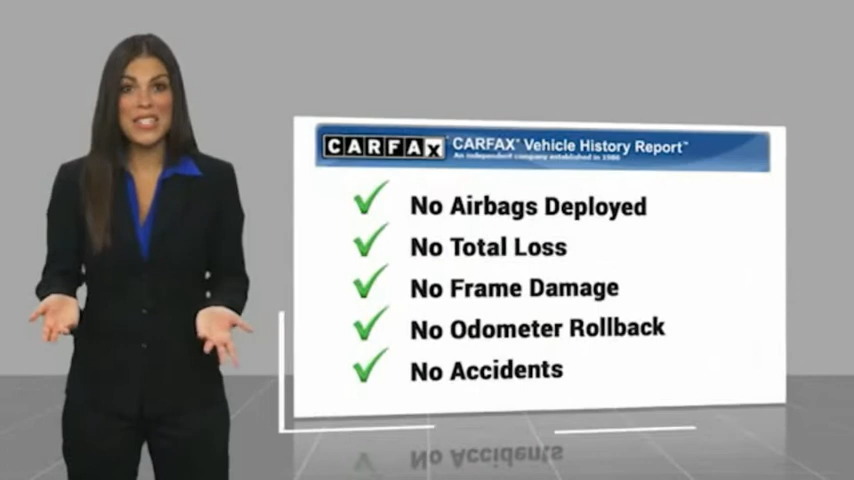 CARFAX CARFAX® Vehicle History Report™
An independent company established in 1986
No Airbags Deployed
No Total Loss
No Frame Damage
No Odometer Rollback
No Accidents
No Accidents